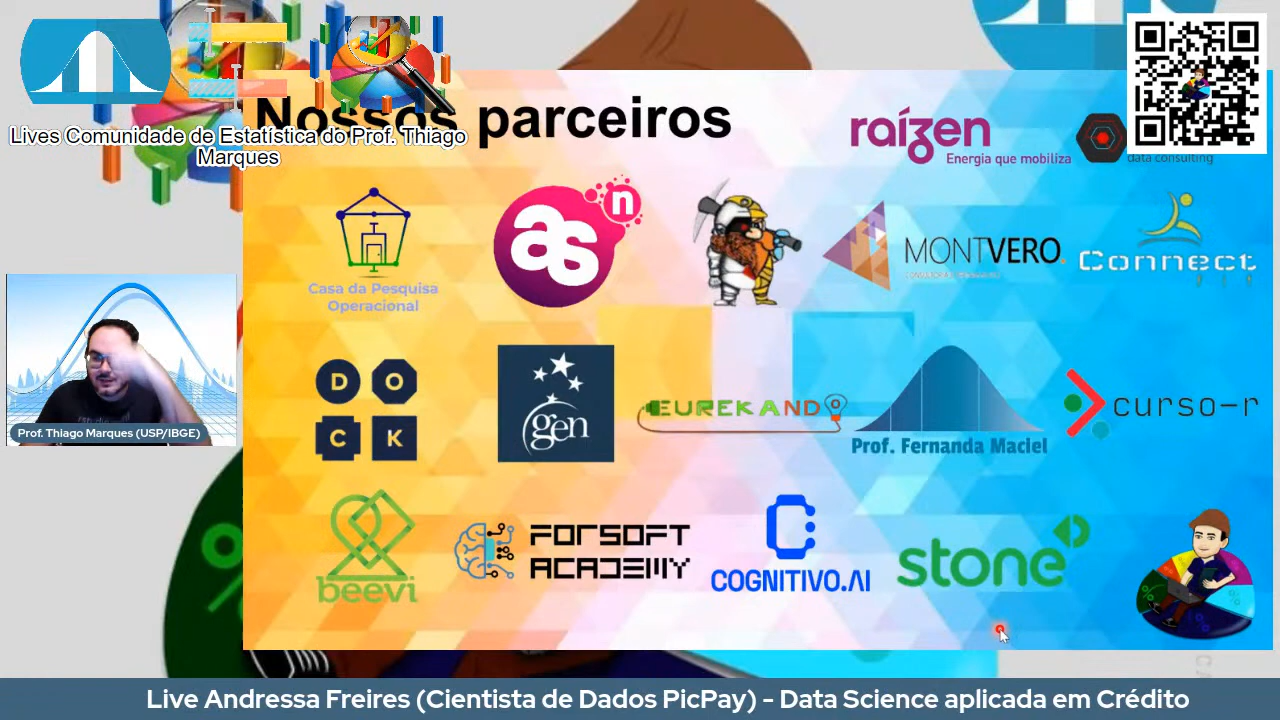 Lives Comunidade de Estatística do Prof. Thiago
Marques
Nossos parceiros
raízen
Energia que mobiliza
data consulting
Casa da Pesquisa
Operacional
as
n
MONTVERO.
Connect
D O
C K
gen
EUREKANDO
Prof. Fernanda Maciel
curso-r
beevi
FORSOFT
ACADEMY
COGNITIVO.AI
stone
Prof. Thiago Marques (USP/IBGE)
Live Andressa Freires (Cientista de Dados PicPay) - Data Science aplicada em Crédito